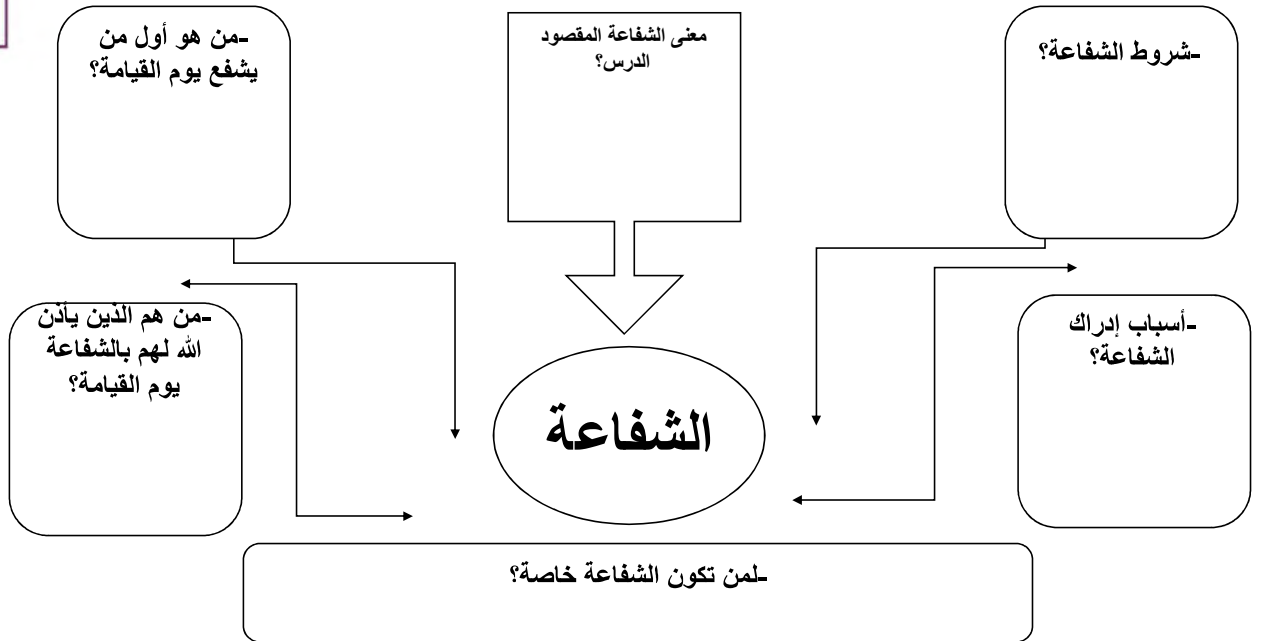 -شروط الشفاعة؟
معنى الشفاعة المقصود
الدرس؟
-من هو أول من
يشفع يوم القيامة؟
-أسباب إدراك
الشفاعة؟
الشفاعة
-من هم الذين يأذن
الله لهم بالشفاعة
يوم القيامة؟
-لمن تكون الشفاعة خاصة؟